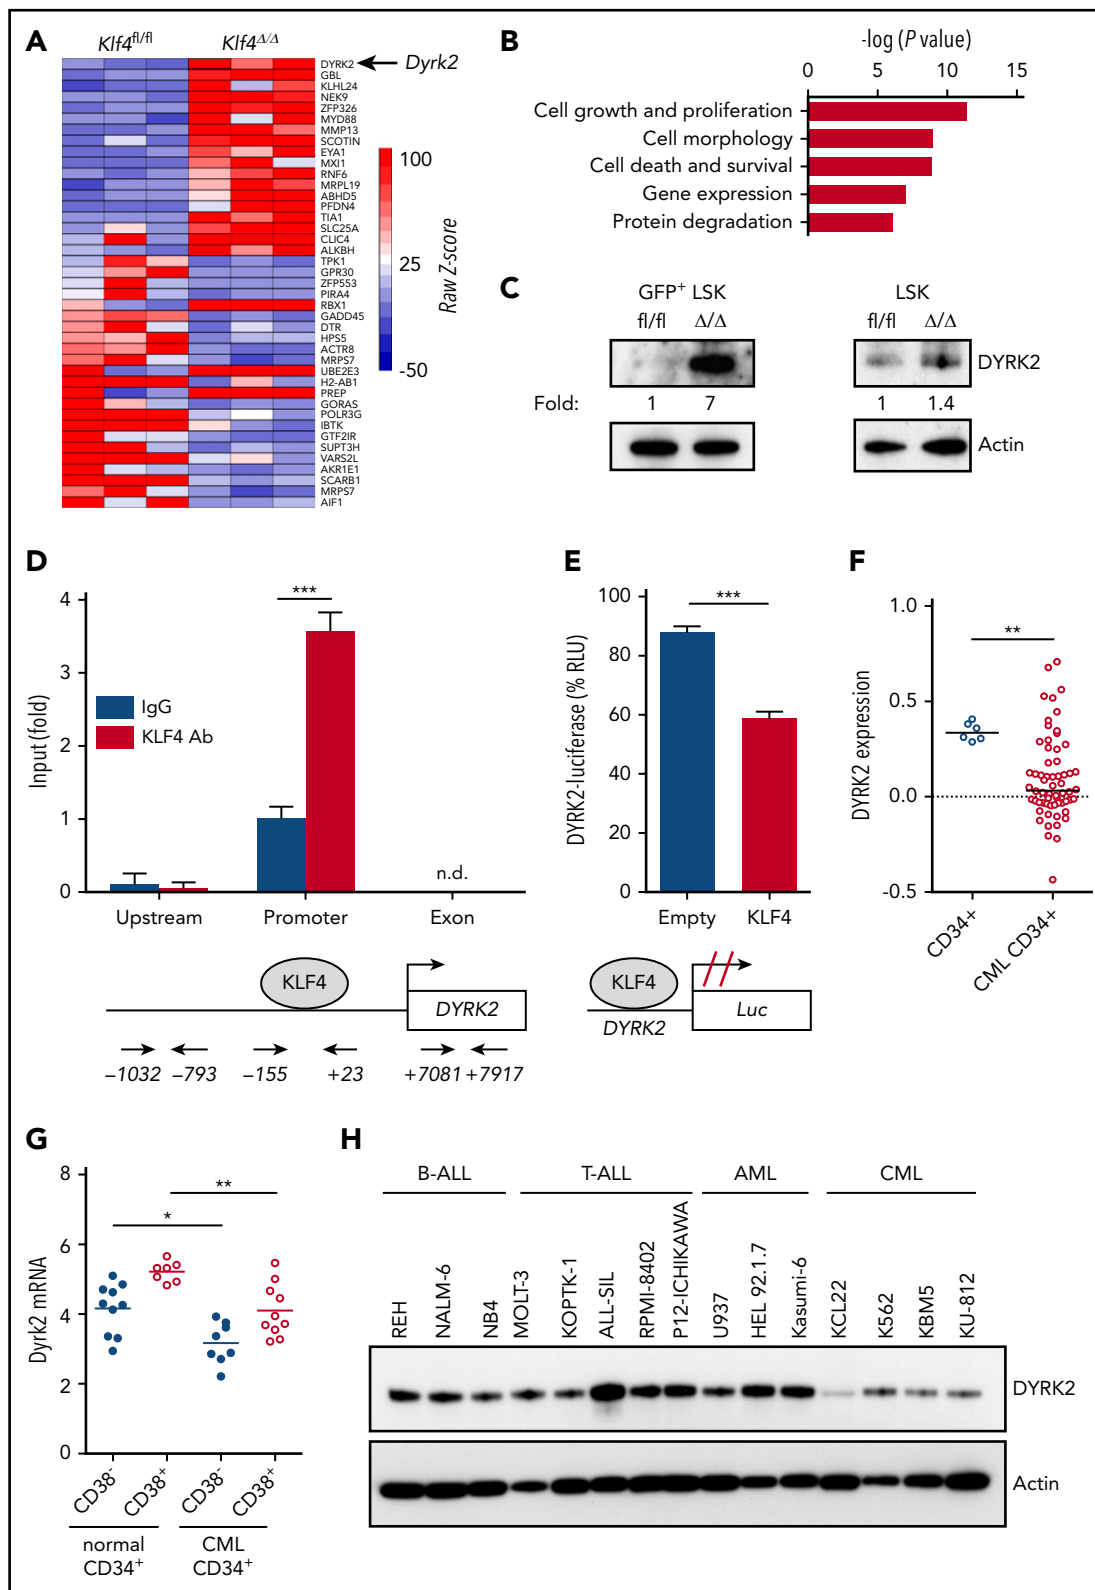 A
Klf4fl/fl
Klf4Δ/Δ
DYRK2
Dyrk2
GBL
KLHL24
NEK9
ZFP326
MYD88
MMP13
SCOTIN
EYA1
MXI1
RNF6
MRPL19
ABHD5
PFDN4
TIA1
SLC25A
CLIC4
ALKBH
TPK1
GPR30
ZFP553
PIRA4
RBX1
GADD45
DTR
HPS5
ACTR8
MRPS7
UBE2E3
H2-AB1
PREP
GORAS
POLR3G
IBTK
GTF2IR
SUPT3H
VARS2L
AKR1E1
SCARB1
MRPS7
AIF1
100
25
-50
Raw Z-score
B
-log (P value)
0 5 10 15
Cell growth and proliferation
Cell morphology
Cell death and survival
Gene expression
Protein degradation
C
GFP+ LSK
fl/fl Δ/Δ
LSK
fl/fl Δ/Δ
DYRK2
Fold: 1 7 1 1.4
Actin
D
Input (fold)
4
3
2
1
0
***
IgG
KLF4 Ab
n.d.
Upstream Promoter Exon
KLF4
DYRK2
–1032 –793 –155 +23 +7081 +7917
E
DYRK2-luciferase (% RLU)
100
80
60
40
20
0
***
Empty KLF4
KLF4
DYRK2
Luc
F
DYRK2 expression
1.0
0.5
0.0
-0.5
**
CD34+
CML CD34+
G
Dyrk2 mRNA
8
6
4
2
0
**
*
CD38-
CD38+
CD38-
CD38+
normal CD34+
CML CD34+
H
B-ALL T-ALL AML CML
REH
NALM-6
NB4
MOLT-3
KOPTK-1
ALL-SIL
RPMI-8402
P12-ICHIKAWA
U937
HEL 92.1.7
Kasumi-6
KCL22
K562
KBM5
KU-812
DYRK2
Actin